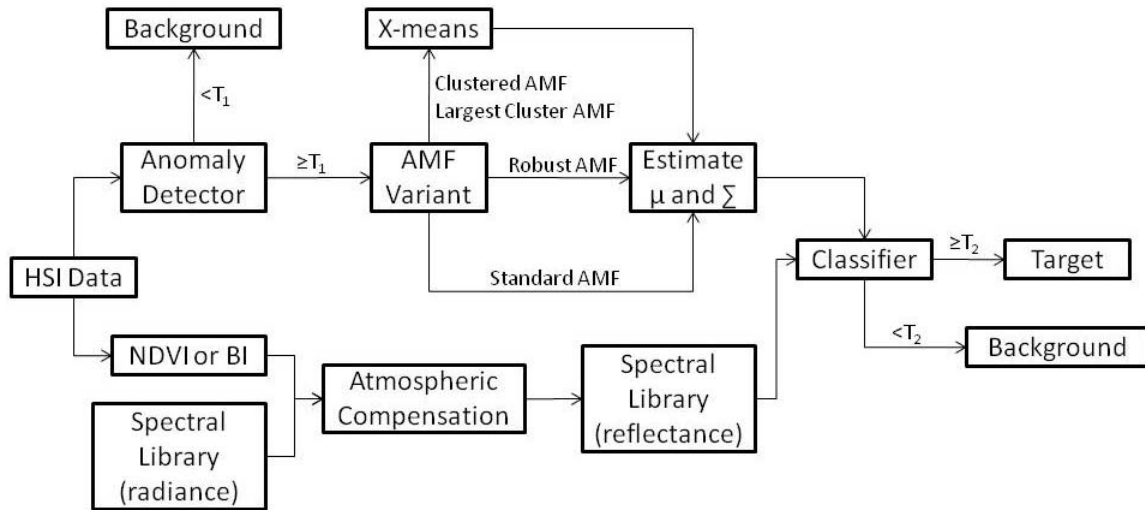 Background
X-means
<T₁
Clustered AMF
Largest Cluster AMF
Anomaly
Detector
≥T₁
AMF
Variant
Robust AMF
Estimate
μ and ∑
HSI Data
Standard AMF
Classifier
≥T₂
Target
<T₂
Background
NDVI or BI
Atmospheric
Compensation
Spectral
Library
(reflectance)
Spectral
Library
(radiance)